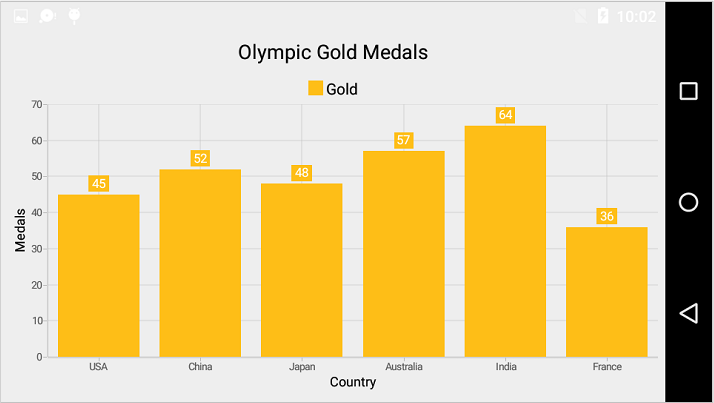 10:02
Olympic Gold Medals
Gold
70
60
50
40
30
20
10
0
Medals
45
52
48
57
64
36
USA
China
Japan
Australia
India
France
Country